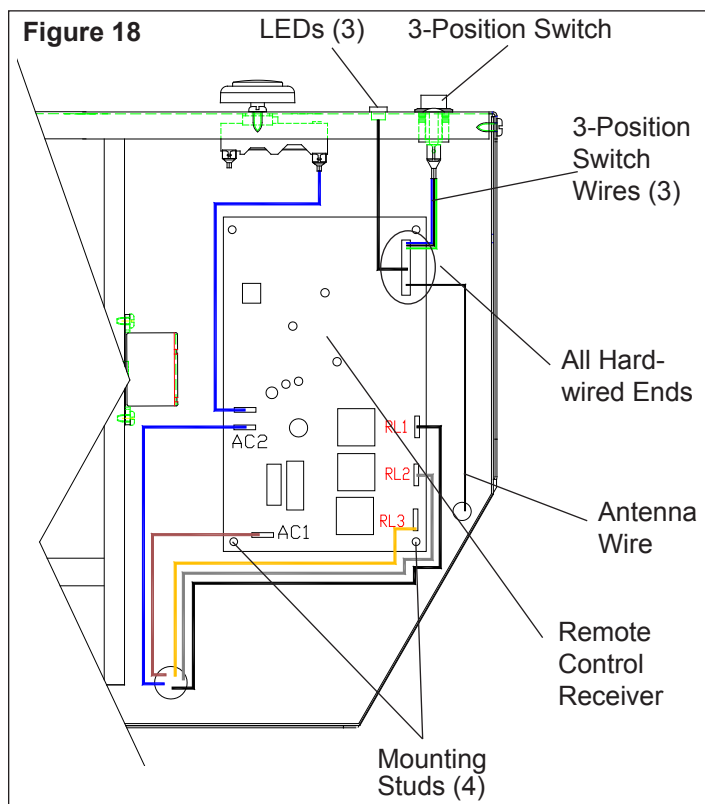 Figure 18
LEDs (3)
3-Position Switch
3-Position
Switch
Wires (3)
All Hard-
wired Ends
AC2
RL1
RL2
RL3
AC1
Antenna
Wire
Remote
Control
Receiver
Mounting
Studs (4)